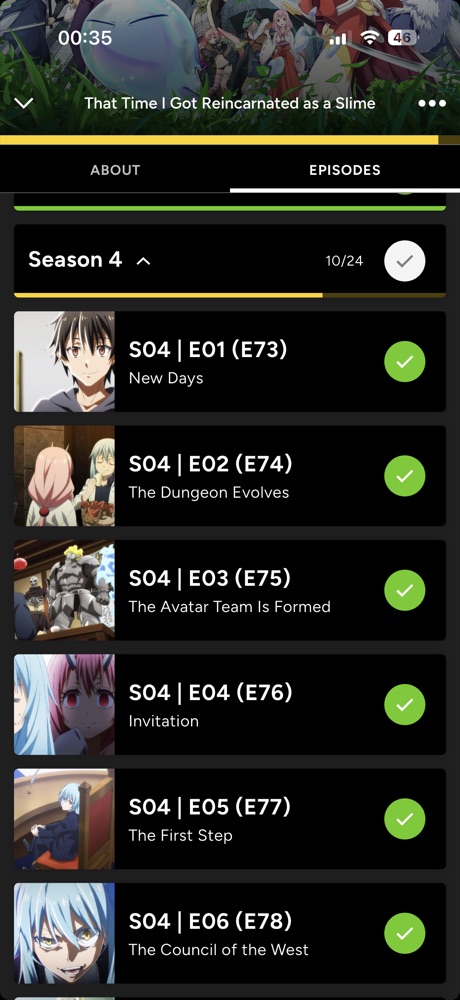 00:35
46
That Time I Got Reincarnated as a Slime
ABOUT
EPISODES
Season 4
10/24
S04 | E01 (E73)
New Days
S04 | E02 (E74)
The Dungeon Evolves
S04 | E03 (E75)
The Avatar Team Is Formed
S04 | E04 (E76)
Invitation
S04 | E05 (E77)
The First Step
S04 | E06 (E78)
The Council of the West